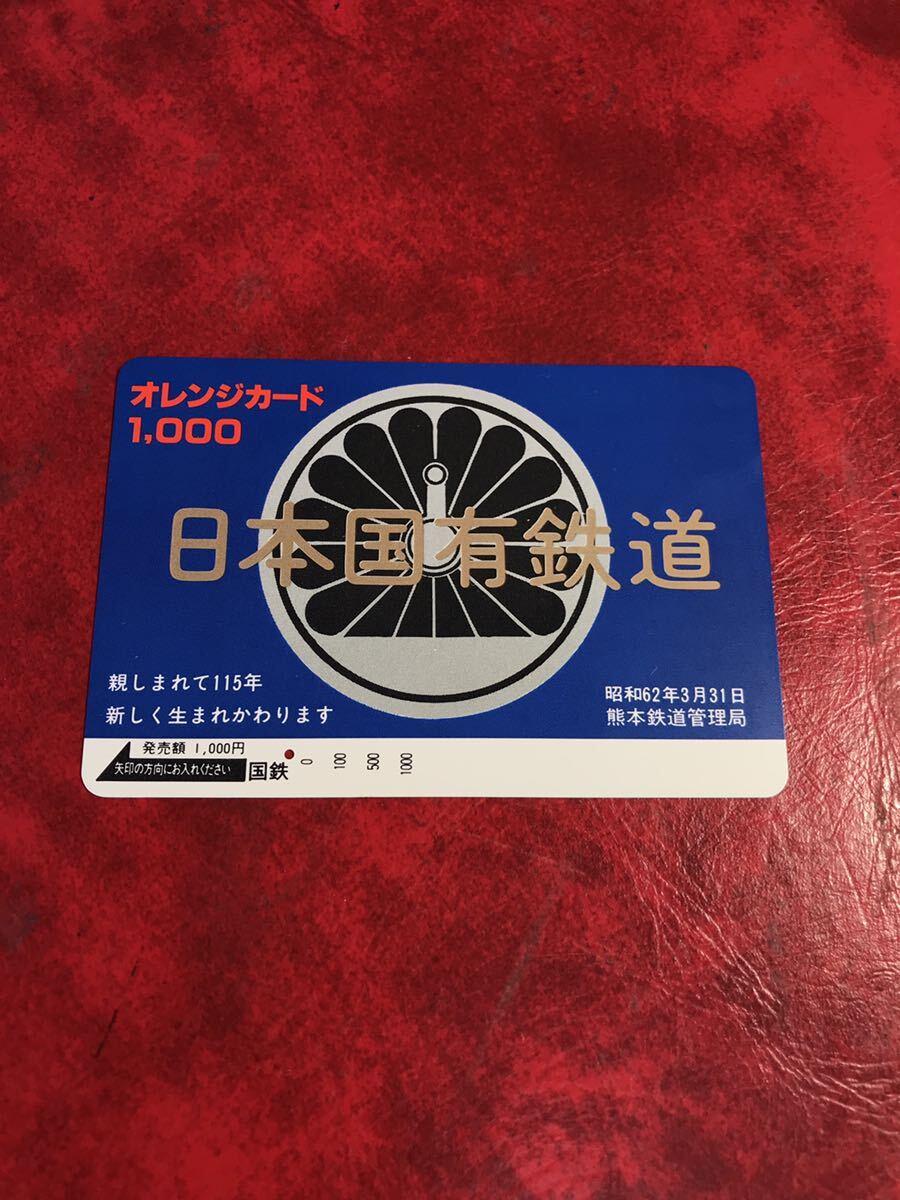 オレンジカード
1,000
日本国有鉄道
親しまれて115年
新しく生まれかわります
昭和62年3月31日
熊本鉄道管理局
発売額 1,000円
矢印の方向にお入れください
国鉄
0 100 500 1000